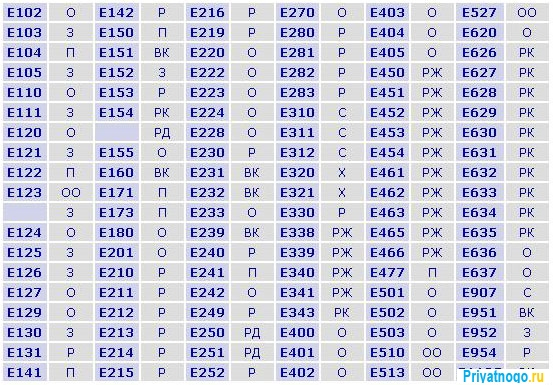 E102 О E142 Р E216 Р E270 О E403 О E527 ОО
E103 З E150 П E219 Р E280 Р E404 О E620 О
E104 П E151 ВК E220 О E281 Р E405 О E626 РК
E105 З E152 З E222 О E282 Р E450 РЖ E627 РК
E110 О E153 Р E223 О E283 Р E451 РЖ E628 РК
E111 З E154 РК E224 О E310 С E452 РЖ E629 РК
E120 О РД E228 О E311 С E453 РЖ E630 РК
E121 З E155 О E230 Р E312 С E454 РЖ E631 РК
E122 П E160 ВК E231 ВК E320 Х E461 РЖ E632 РК
E123 ОО E171 П E232 ВК E321 Х E462 РЖ E633 РК
З E173 П E233 О E330 Р E463 РЖ E634 РК
E124 О E180 О E239 ВК E338 РЖ E465 РЖ E635 РК
E125 З E201 О E240 Р E339 РЖ E466 РЖ E636 О
E126 З E210 Р E241 П E340 РЖ E477 П E637 О
E127 О E211 Р E242 О E341 РЖ E501 О E907 С
E129 О E212 Р E249 Р E343 РК E502 О E951 ВК
E130 З E213 Р E250 РД E400 О E503 О E952 З
E131 Р E214 Р E251 РД E401 О E510 ОО E954 Р
E141 П E215 Р E252 Р E402 О E513 ОО
Privatnogo.ru